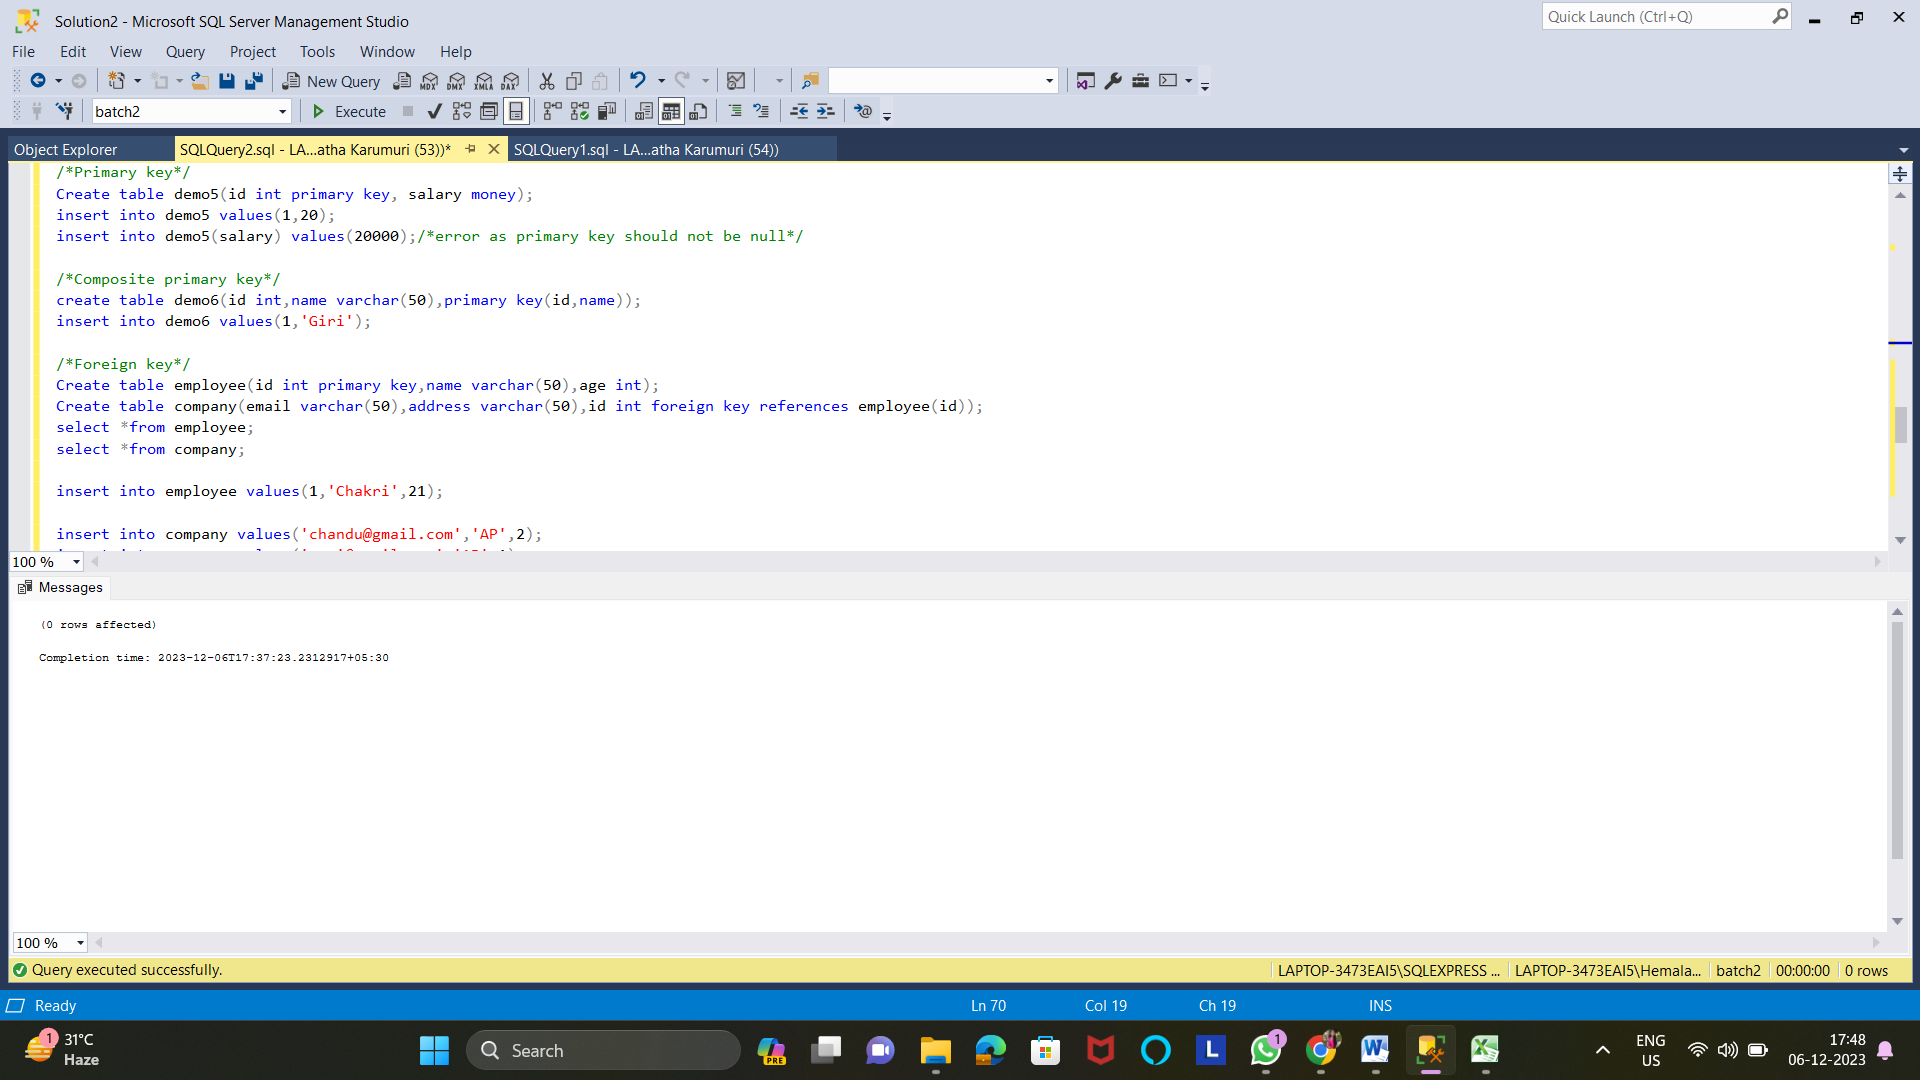 Solution2 - Microsoft SQL Server Management Studio
Quick Launch (Ctrl+Q)
File Edit View Query Project Tools Window Help
New Query MDX DMX XMLA DAX
batch2 Execute
Object Explorer SQLQuery2.sql - LA...atha Karumuri (53))* SQLQuery1.sql - LA...atha Karumuri (54))
/*Primary key*/
Create table demo5(id int primary key, salary money);
insert into demo5 values(1,20);
insert into demo5(salary) values(20000);/*error as primary key should not be null*/
/*Composite primary key*/
create table demo6(id int,name varchar(50),primary key(id,name));
insert into demo6 values(1,'Giri');
/*Foreign key*/
Create table employee(id int primary key,name varchar(50),age int);
Create table company(email varchar(50),address varchar(50),id int foreign key references employee(id));
select *from employee;
select *from company;
insert into employee values(1,'Chakri',21);
insert into company values('chandu@gmail.com','AP',2);
100 %
Messages
(0 rows affected)
Completion time: 2023-12-06T17:37:23.2312917+05:30
100 %
Query executed successfully. LAPTOP-3473EAI5\SQLEXPRESS ... LAPTOP-3473EAI5\Hemala... batch2 00:00:00 0 rows
Ready Ln 70 Col 19 Ch 19 INS
1 31°C
Haze
Search
PRE
L
1
ENG
US
17:48
06-12-2023